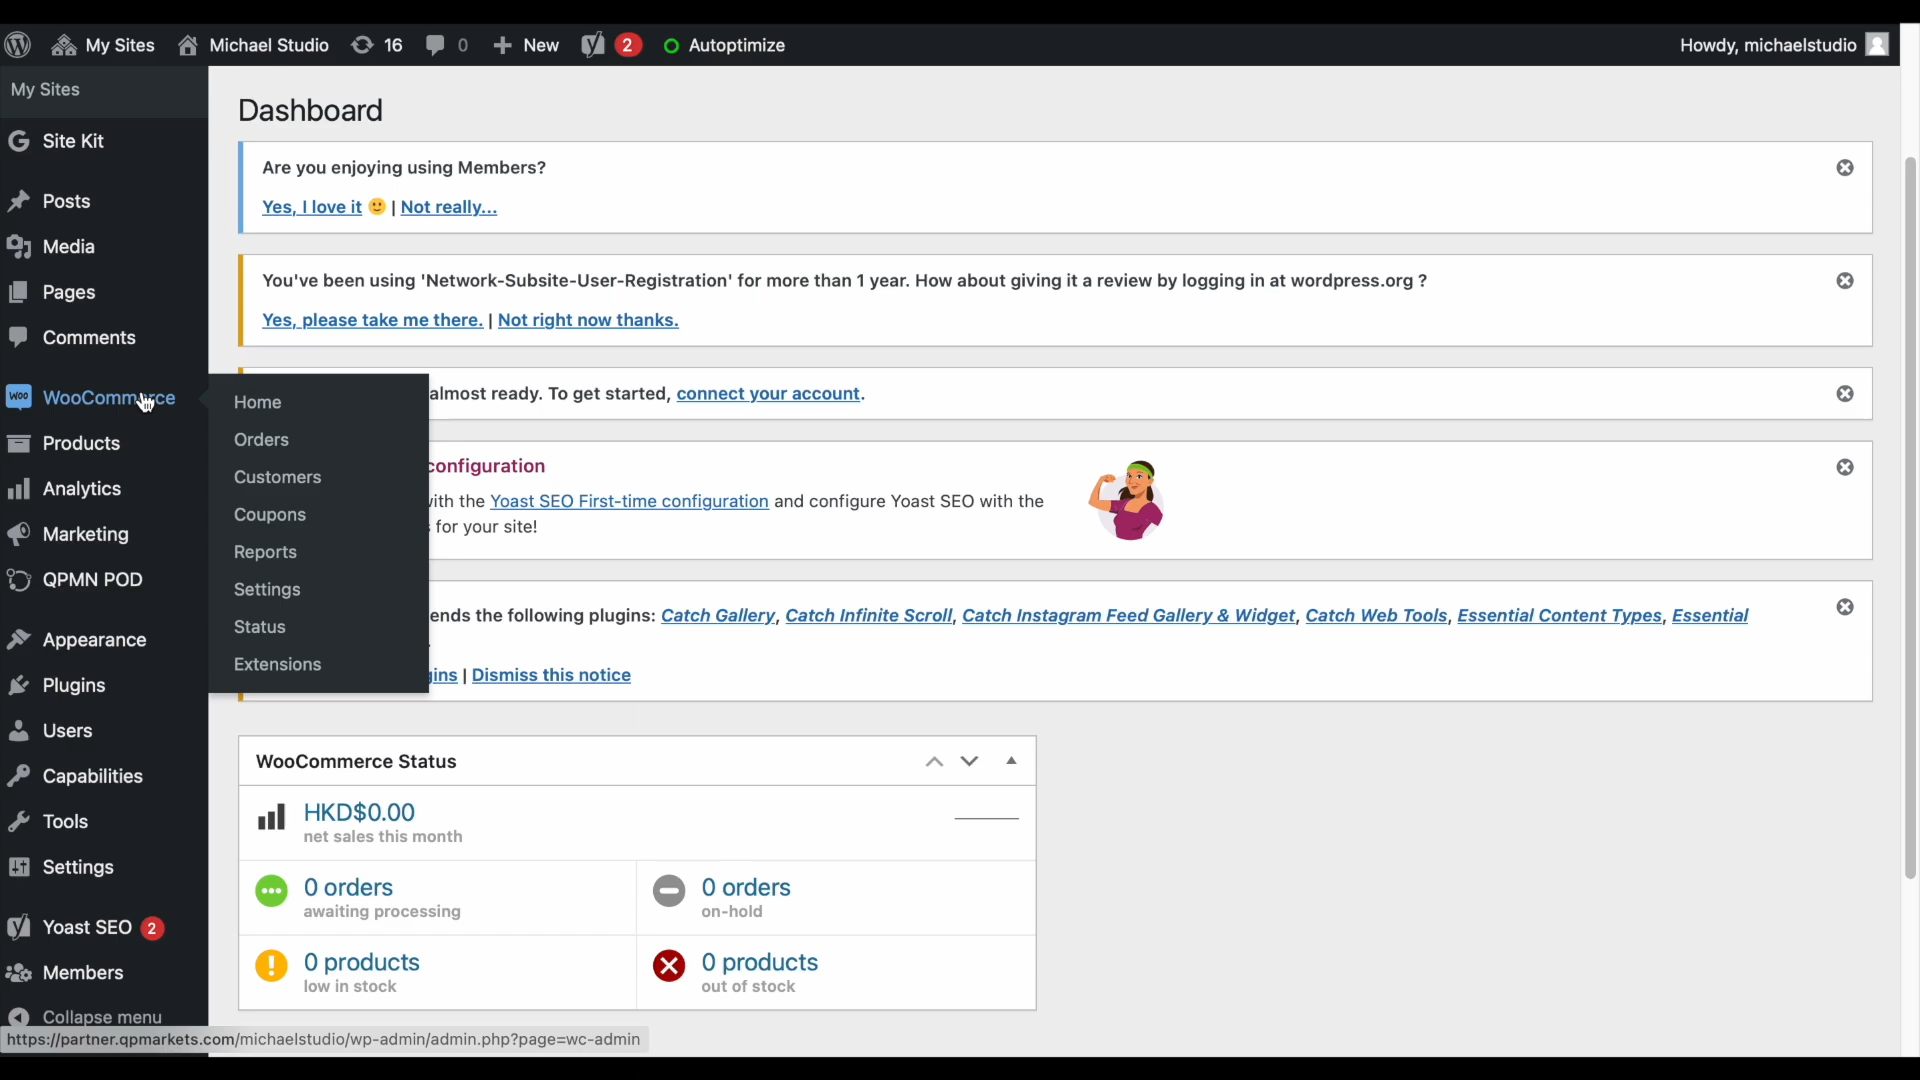 My Sites
Michael Studio
16
0
New
2
Autoptimize
Howdy, michaelstudio
My Sites
Site Kit
Posts
Media
Pages
Comments
WooCommerce
Products
Analytics
Marketing
QPMN POD
Appearance
Plugins
Users
Capabilities
Tools
Settings
Yoast SEO 2
Members
Collapse menu
Home
Orders
Customers
Coupons
Reports
Settings
Status
Extensions
Dashboard
Are you enjoying using Members?
Yes, I love it 🙂 | Not really...
You've been using 'Network-Subsite-User-Registration' for more than 1 year. How about giving it a review by logging in at wordpress.org ?
Yes, please take me there. | Not right now thanks.
almost ready. To get started, connect your account.
configuration
with the Yoast SEO First-time configuration and configure Yoast SEO with the
for your site!
ends the following plugins: Catch Gallery, Catch Infinite Scroll, Catch Instagram Feed Gallery & Widget, Catch Web Tools, Essential Content Types, Essential
gins | Dismiss this notice
WooCommerce Status
HKD$0.00
net sales this month
0 orders
awaiting processing
0 orders
on-hold
0 products
low in stock
0 products
out of stock
https://partner.qpmarkets.com/michaelstudio/wp-admin/admin.php?page=wc-admin